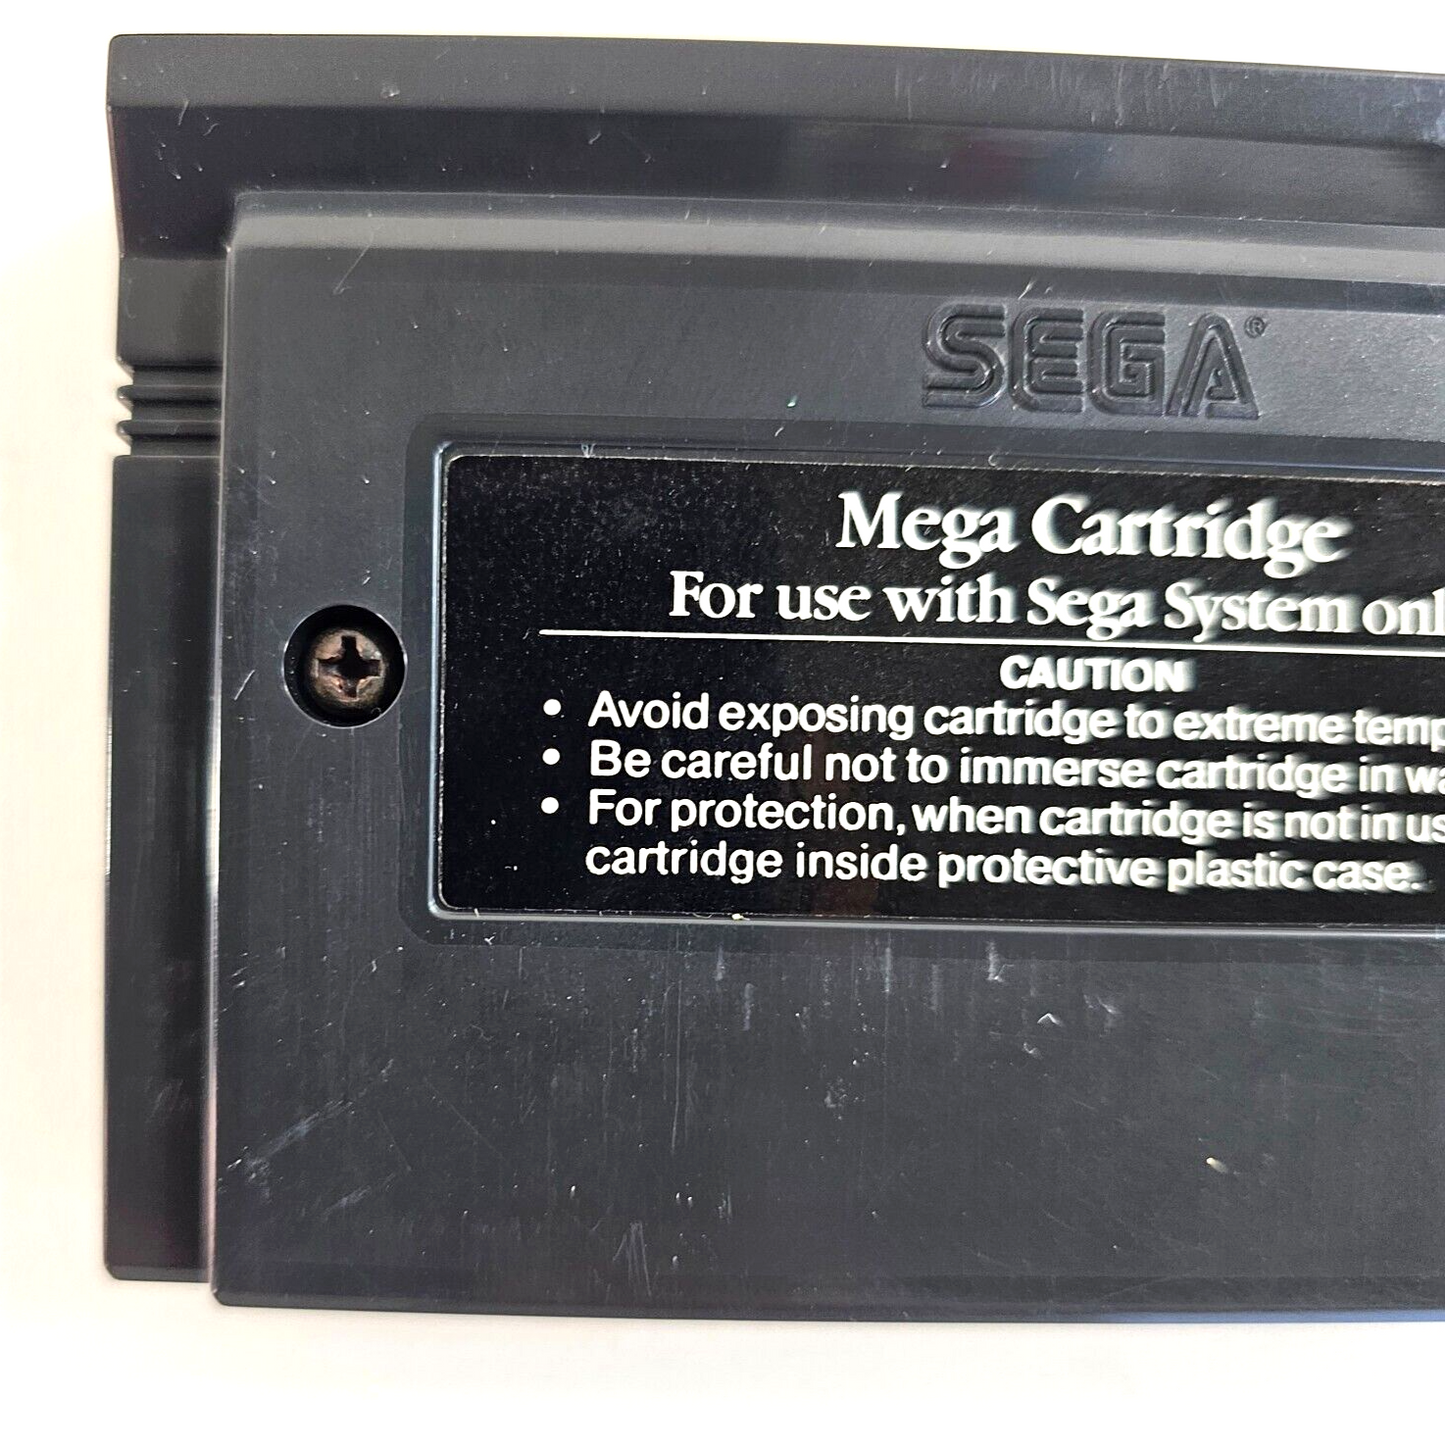 SEGA®
Mega Cartridge
For use with Sega System
CAUTION
• Avoid exposing cartridge to extreme
• Be careful not to immerse cartridge in
• For protection, when cartridge is not in
cartridge inside protective plastic case.